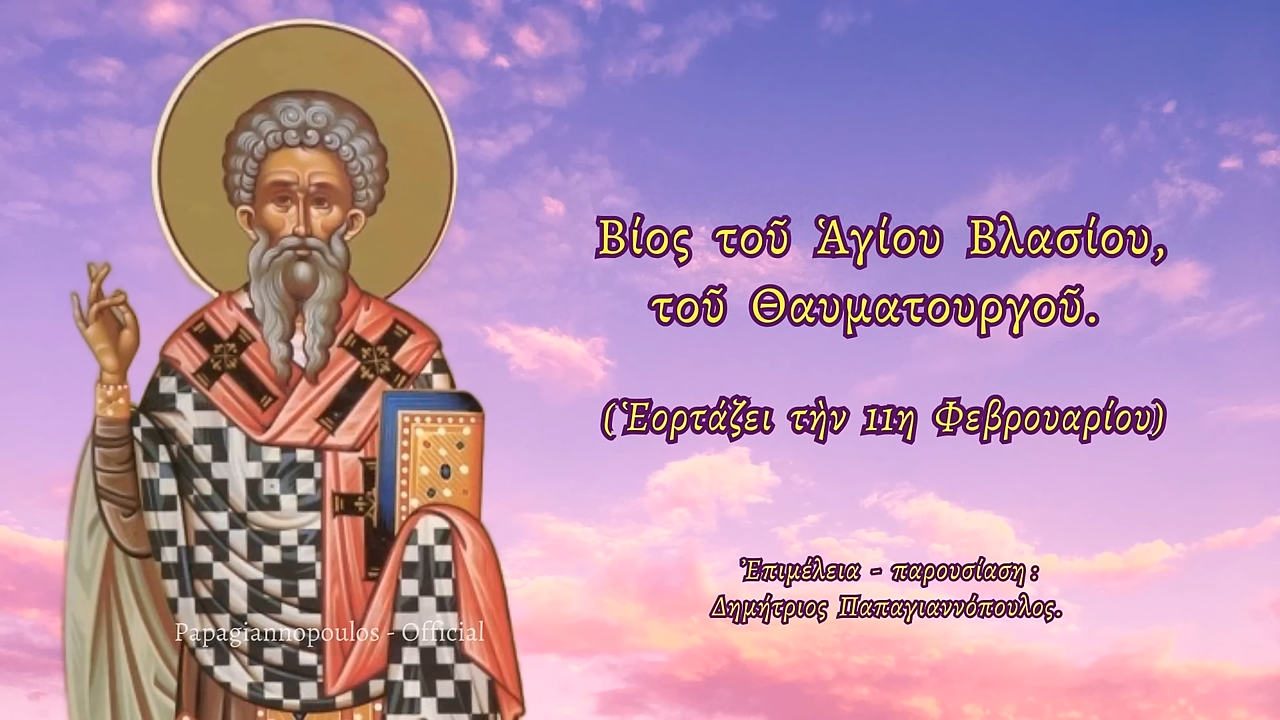 Βίος τοῦ Ἁγίου Βλασίου,
τοῦ Θαυματουργοῦ.
(Ἑορτάζει τὴν 11η Φεβρουαρίου)
Ἐπιμέλεια - παρουσίαση :
Δημήτριος Παπαγιαννόπουλος.
Papagiannopoulos - Official